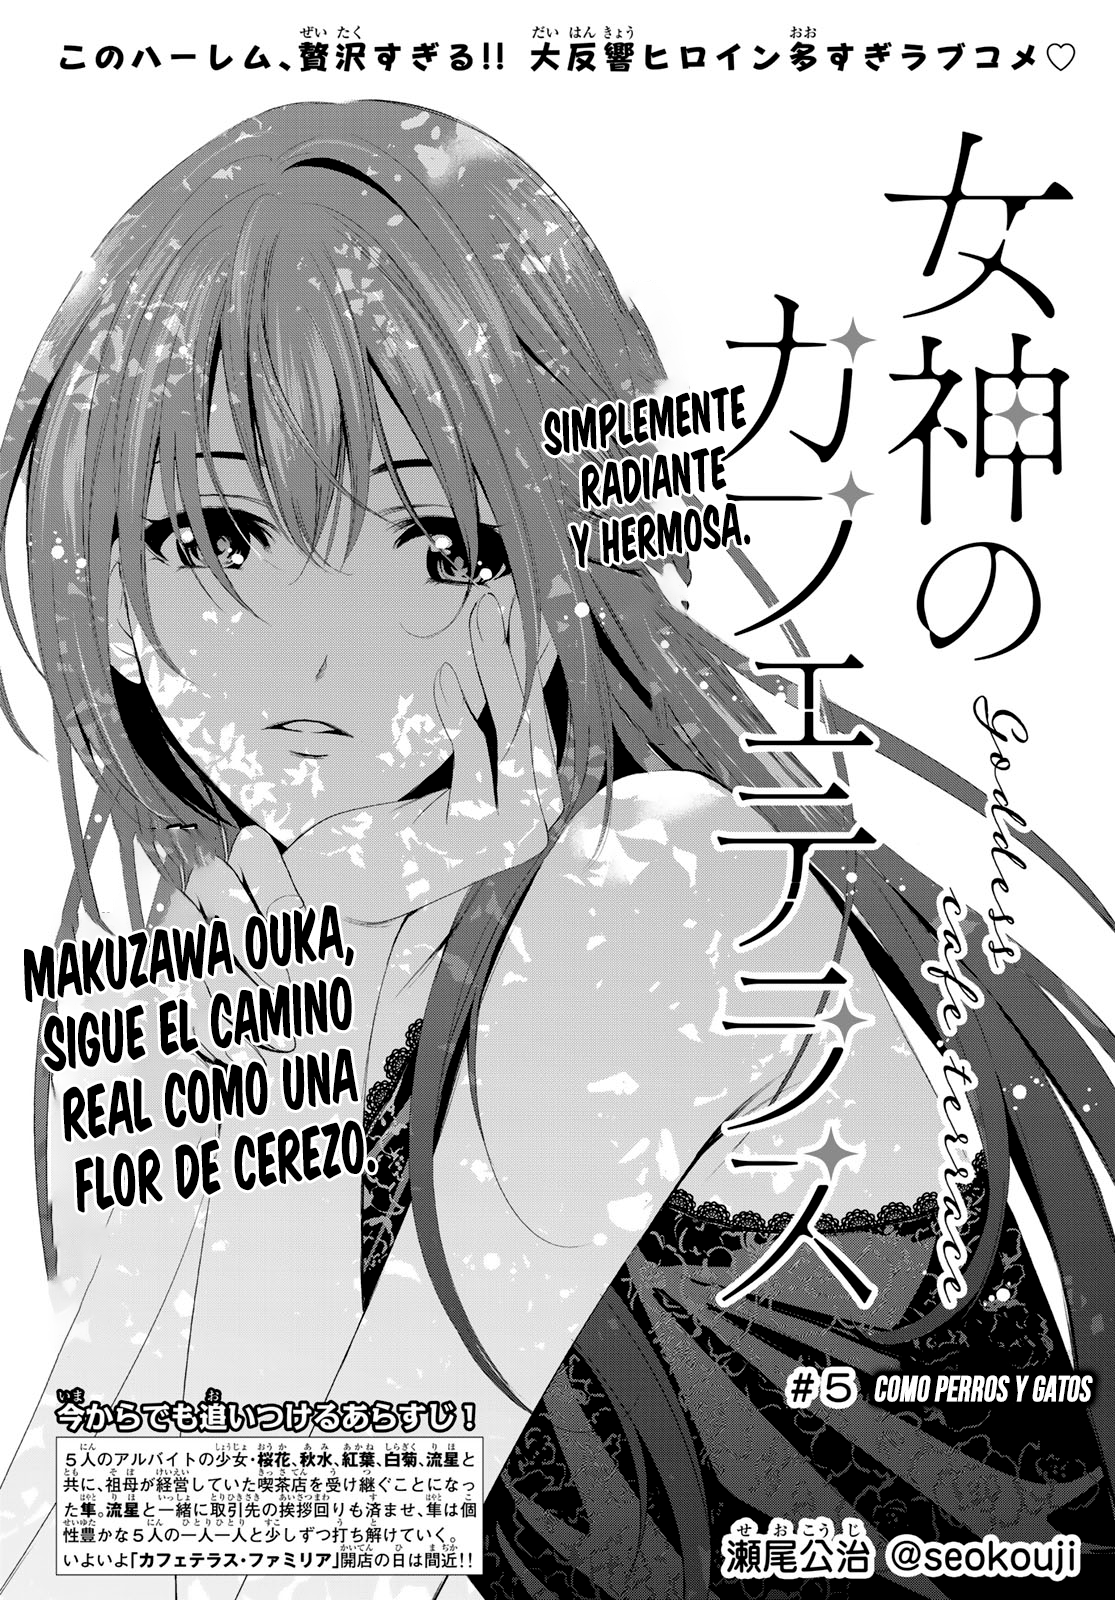 このハーレム、贅沢すぎる!! 大反響ヒロイン多すぎラブコメ♡
女神の
カフェテラス
Goddess
cafe terrace
SIMPLEMENTE
RADIANTE
Y HERMOSA.
MAKUZAWA OUKA,
SIGUE EL CAMINO
REAL COMO UNA
FLOR DE CEREZO.
#5 COMO PERROS Y GATOS
今からでも追いつけるあらすじ!
5人のアルバイトの少女・桜花、秋水、紅葉、白菊、流星と
共に、祖母が経営していた喫茶店を受け継ぐことになっ
た隼。流星と一緒に取引先の挨拶回りも済ませ、隼は個
性豊かな5人の一人一人と少しずつ打ち解けていく。
いよいよ「カフェテラス・ファミリア」開店の日は間近!!
瀬尾公治 @seokouji